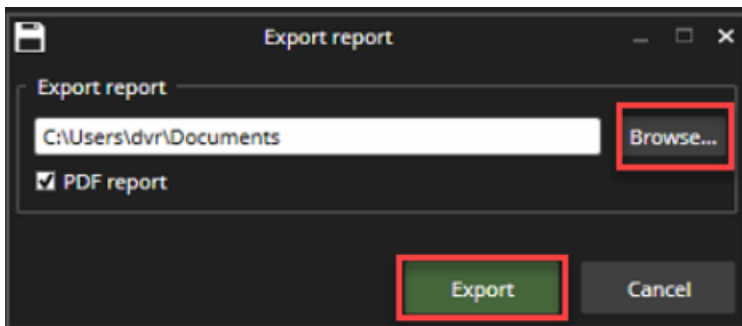 Export report
Export report
C:\Users\dvr\Documents
Browse...
PDF report
Export
Cancel